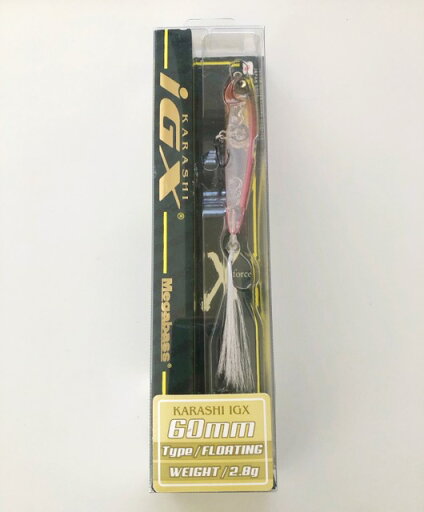 iGX®
KARASHI
Megabass®
force
KARASHI IGX
60mm
Type/FLOATING
WEIGHT/2.8g